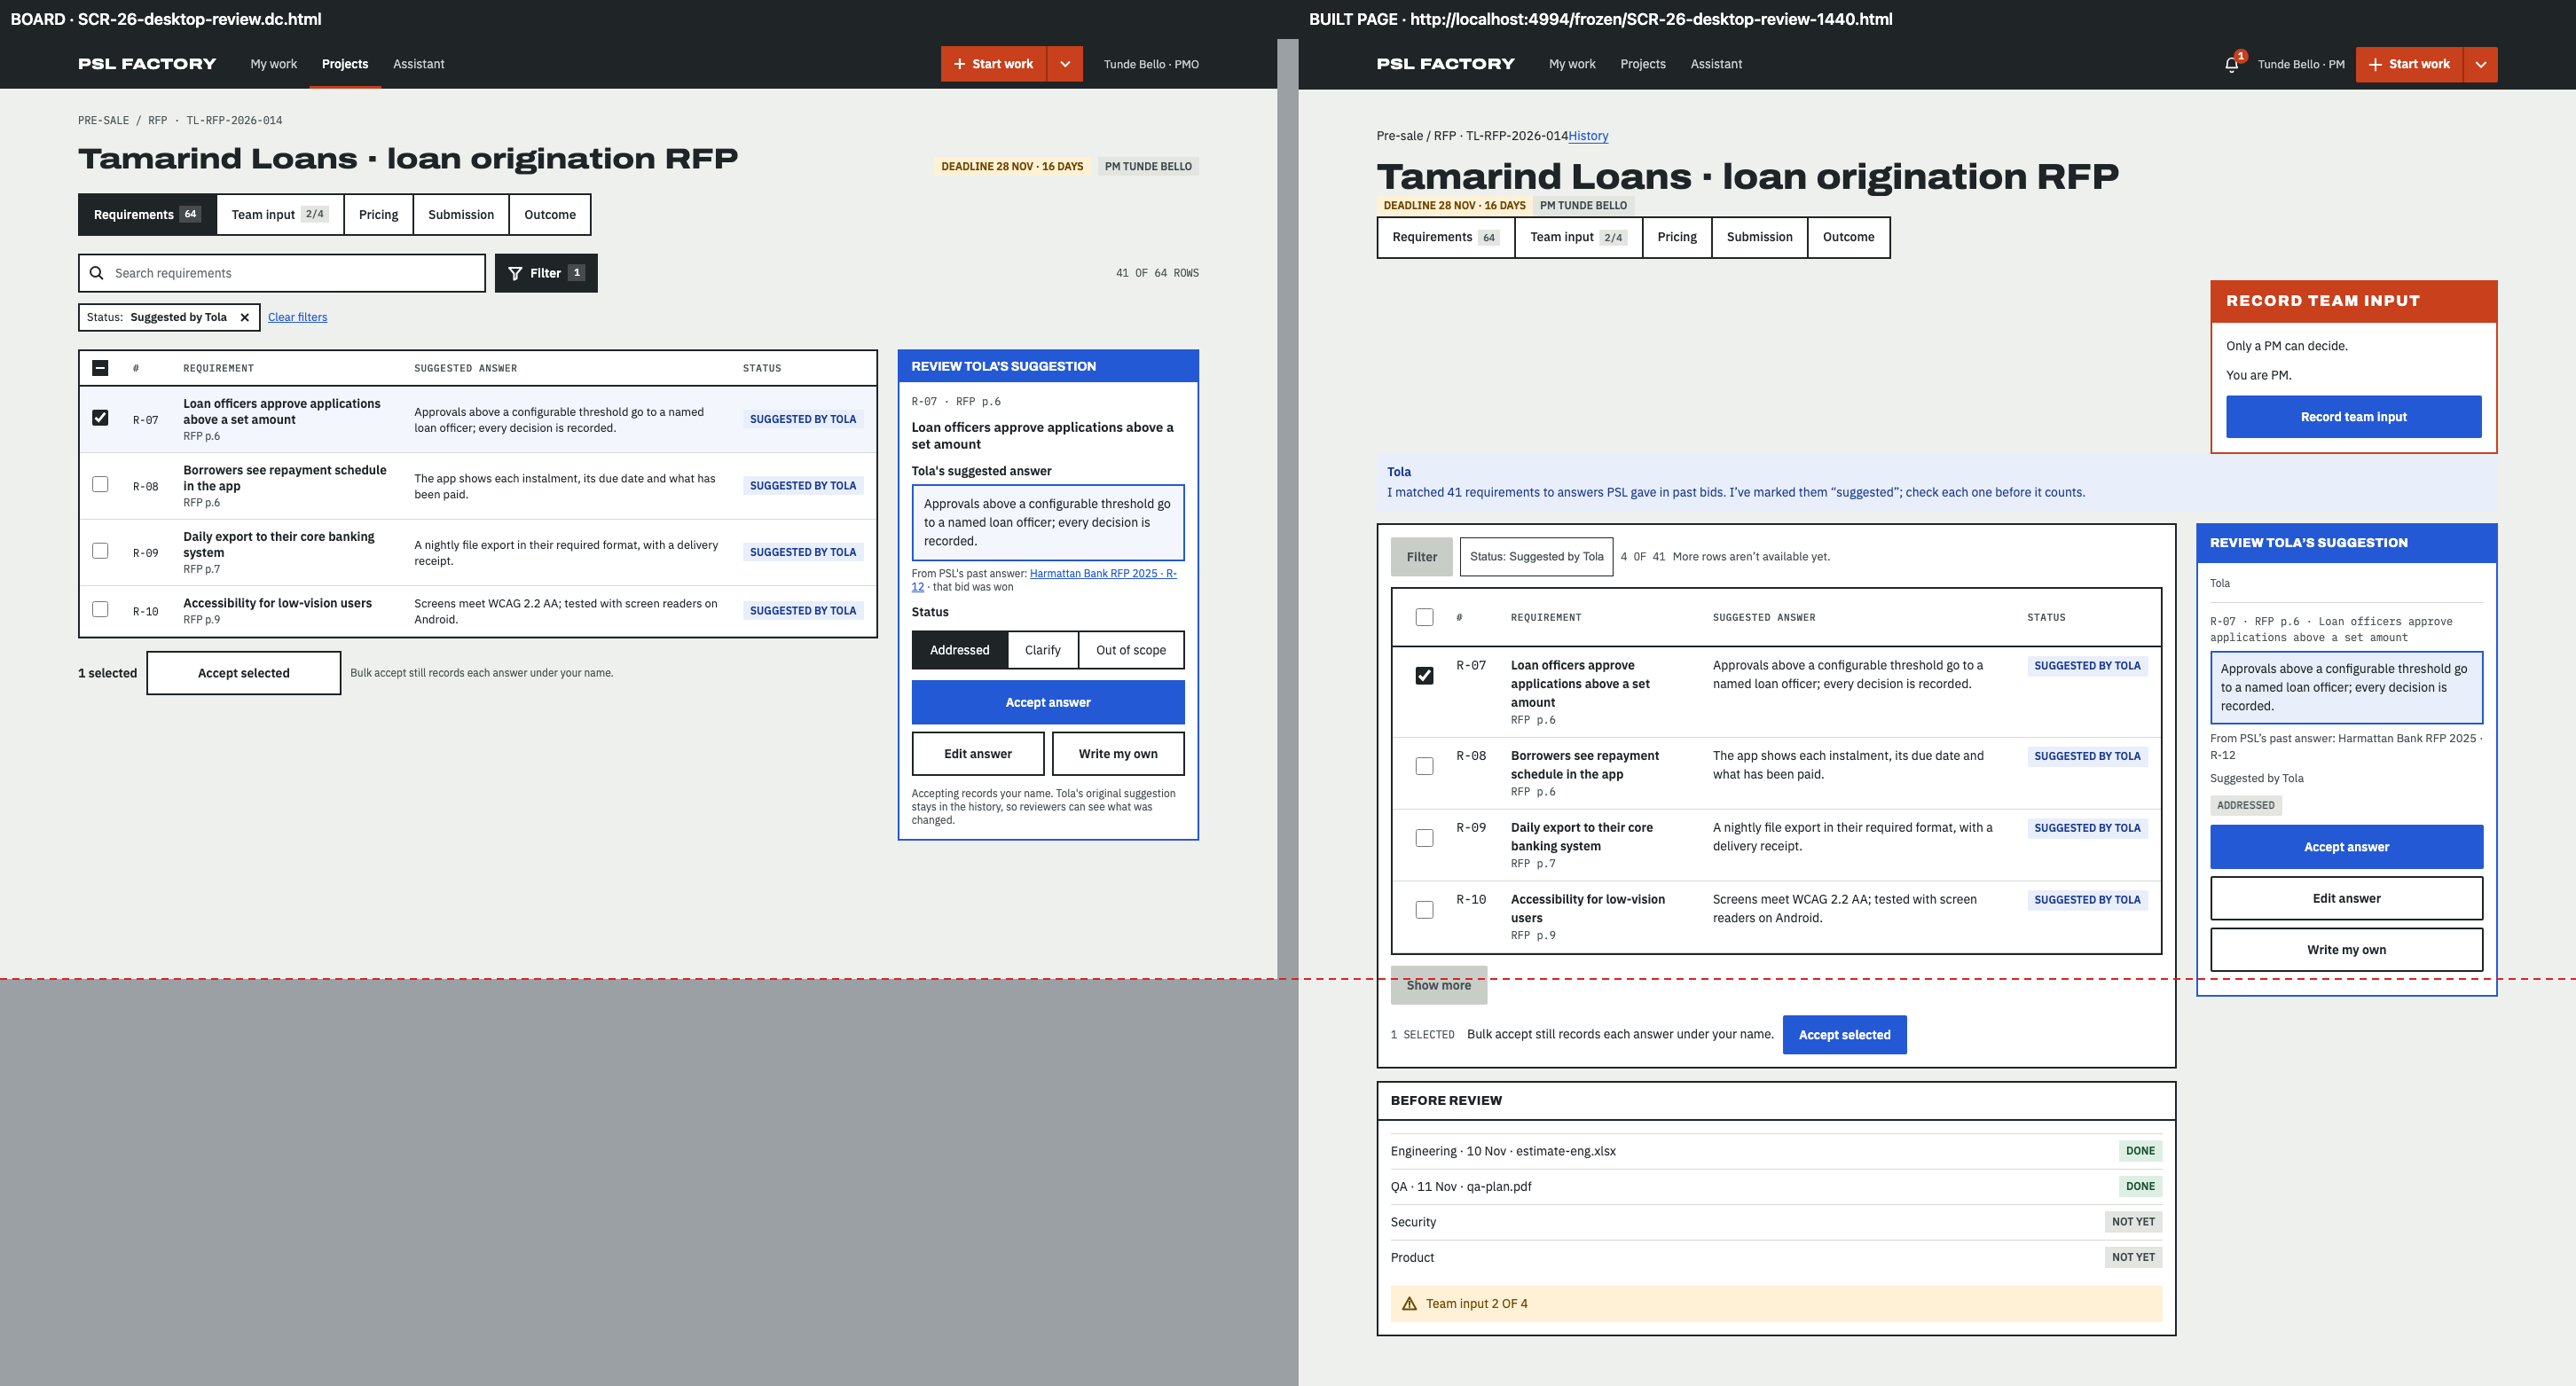 BOARD · SCR-26-desktop-review.dc.html
PSL FACTORY
My work
Projects
Assistant
Start work
Tunde Bello · PMO
PRE-SALE / RFP · TL-RFP-2026-014
Tamarind Loans · loan origination RFP
DEADLINE 28 NOV · 16 DAYS
PM TUNDE BELLO
Requirements 64
Team input 2/4
Pricing
Submission
Outcome
Search requirements
Filter 1
41 OF 64 ROWS
Status: Suggested by Tola
Clear filters
# REQUIREMENT SUGGESTED ANSWER STATUS
R-07
Loan officers approve applications
above a set amount
RFP p.6
Approvals above a configurable threshold go to a named
loan officer; every decision is recorded.
SUGGESTED BY TOLA
R-08
Borrowers see repayment schedule
in the app
RFP p.6
The app shows each instalment, its due date and what has
been paid.
SUGGESTED BY TOLA
R-09
Daily export to their core banking
system
RFP p.7
A nightly file export in their required format, with a delivery
receipt.
SUGGESTED BY TOLA
R-10
Accessibility for low-vision users
RFP p.9
Screens meet WCAG 2.2 AA; tested with screen readers on
Android.
SUGGESTED BY TOLA
1 selected
Accept selected
Bulk accept still records each answer under your name.
REVIEW TOLA'S SUGGESTION
R-07 · RFP p.6
Loan officers approve applications above a
set amount
Tola's suggested answer
Approvals above a configurable threshold go
to a named loan officer; every decision is
recorded.
From PSL's past answer: Harmattan Bank RFP 2025 · R-
12 · that bid was won
Status
Addressed
Clarify
Out of scope
Accept answer
Edit answer
Write my own
Accepting records your name. Tola's original suggestion
stays in the history, so reviewers can see what was
changed.
BUILT PAGE · http://localhost:4994/frozen/SCR-26-desktop-review-1440.html
PSL FACTORY
My work
Projects
Assistant
1
Tunde Bello · PM
Start work
Pre-sale / RFP · TL-RFP-2026-014History
Tamarind Loans · loan origination RFP
DEADLINE 28 NOV · 16 DAYS
PM TUNDE BELLO
Requirements 64
Team input 2/4
Pricing
Submission
Outcome
RECORD TEAM INPUT
Only a PM can decide.
You are PM.
Record team input
Tola
I matched 41 requirements to answers PSL gave in past bids. I’ve marked them “suggested”; check each one before it counts.
Filter
Status: Suggested by Tola
4 OF 41 More rows aren’t available yet.
# REQUIREMENT SUGGESTED ANSWER STATUS
R-07
Loan officers approve
applications above a set
amount
RFP p.6
Approvals above a configurable threshold go to a
named loan officer; every decision is recorded.
SUGGESTED BY TOLA
R-08
Borrowers see repayment
schedule in the app
RFP p.6
The app shows each instalment, its due date and
what has been paid.
SUGGESTED BY TOLA
R-09
Daily export to their core
banking system
RFP p.7
A nightly file export in their required format, with a
delivery receipt.
SUGGESTED BY TOLA
R-10
Accessibility for low-vision
users
RFP p.9
Screens meet WCAG 2.2 AA; tested with screen
readers on Android.
SUGGESTED BY TOLA
Show more
1 SELECTED
Bulk accept still records each answer under your name.
Accept selected
REVIEW TOLA’S SUGGESTION
Tola
R-07 · RFP p.6 · Loan officers approve
applications above a set amount
Approvals above a configurable threshold go
to a named loan officer; every decision is
recorded.
From PSL’s past answer: Harmattan Bank RFP 2025 ·
R-12
Suggested by Tola
ADDRESSED
Accept answer
Edit answer
Write my own
BEFORE REVIEW
Engineering · 10 Nov · estimate-eng.xlsx
DONE
QA · 11 Nov · qa-plan.pdf
DONE
Security
NOT YET
Product
NOT YET
Team input 2 OF 4